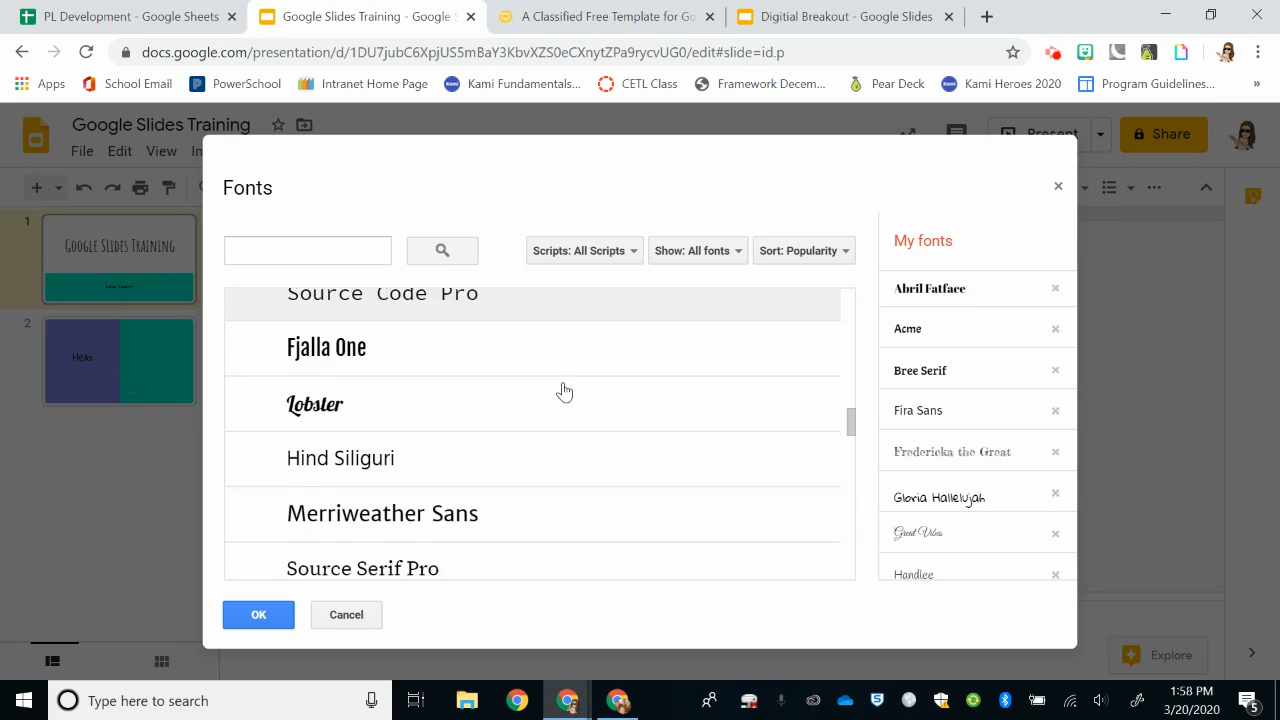 PL Development - Google Sheets
Google Slides Training - Google S
A Classified Free Template for G
Digitial Breakout - Google Slides
docs.google.com/presentation/d/1DU7jubC6XpjUS5mBaY3KbvXZS0eCXnytZPa9rycvUG0/edit#slide=id.p
Apps
School Email
PowerSchool
Intranet Home Page
Kami Fundamentals...
CETL Class
Framework Decem...
Pear Deck
Kami Heroes 2020
Program Guidelines...
»
Google Slides Training
File Edit View In
Present
Share
Fonts
Scripts: All Scripts
Show: All fonts
Sort: Popularity
Source Code Pro
Fjalla One
Lobster
Hind Siliguri
Merriweather Sans
Source Serif Pro
OK
Cancel
My fonts
Abril Fatface
Acme
Bree Serif
Fira Sans
Fredericka the Great
Gloria Hallelujah
Great Vibes
Handlee
1
Google Slides Training
2
Hello
Explore
Type here to search
1:58 PM
3/20/2020
5